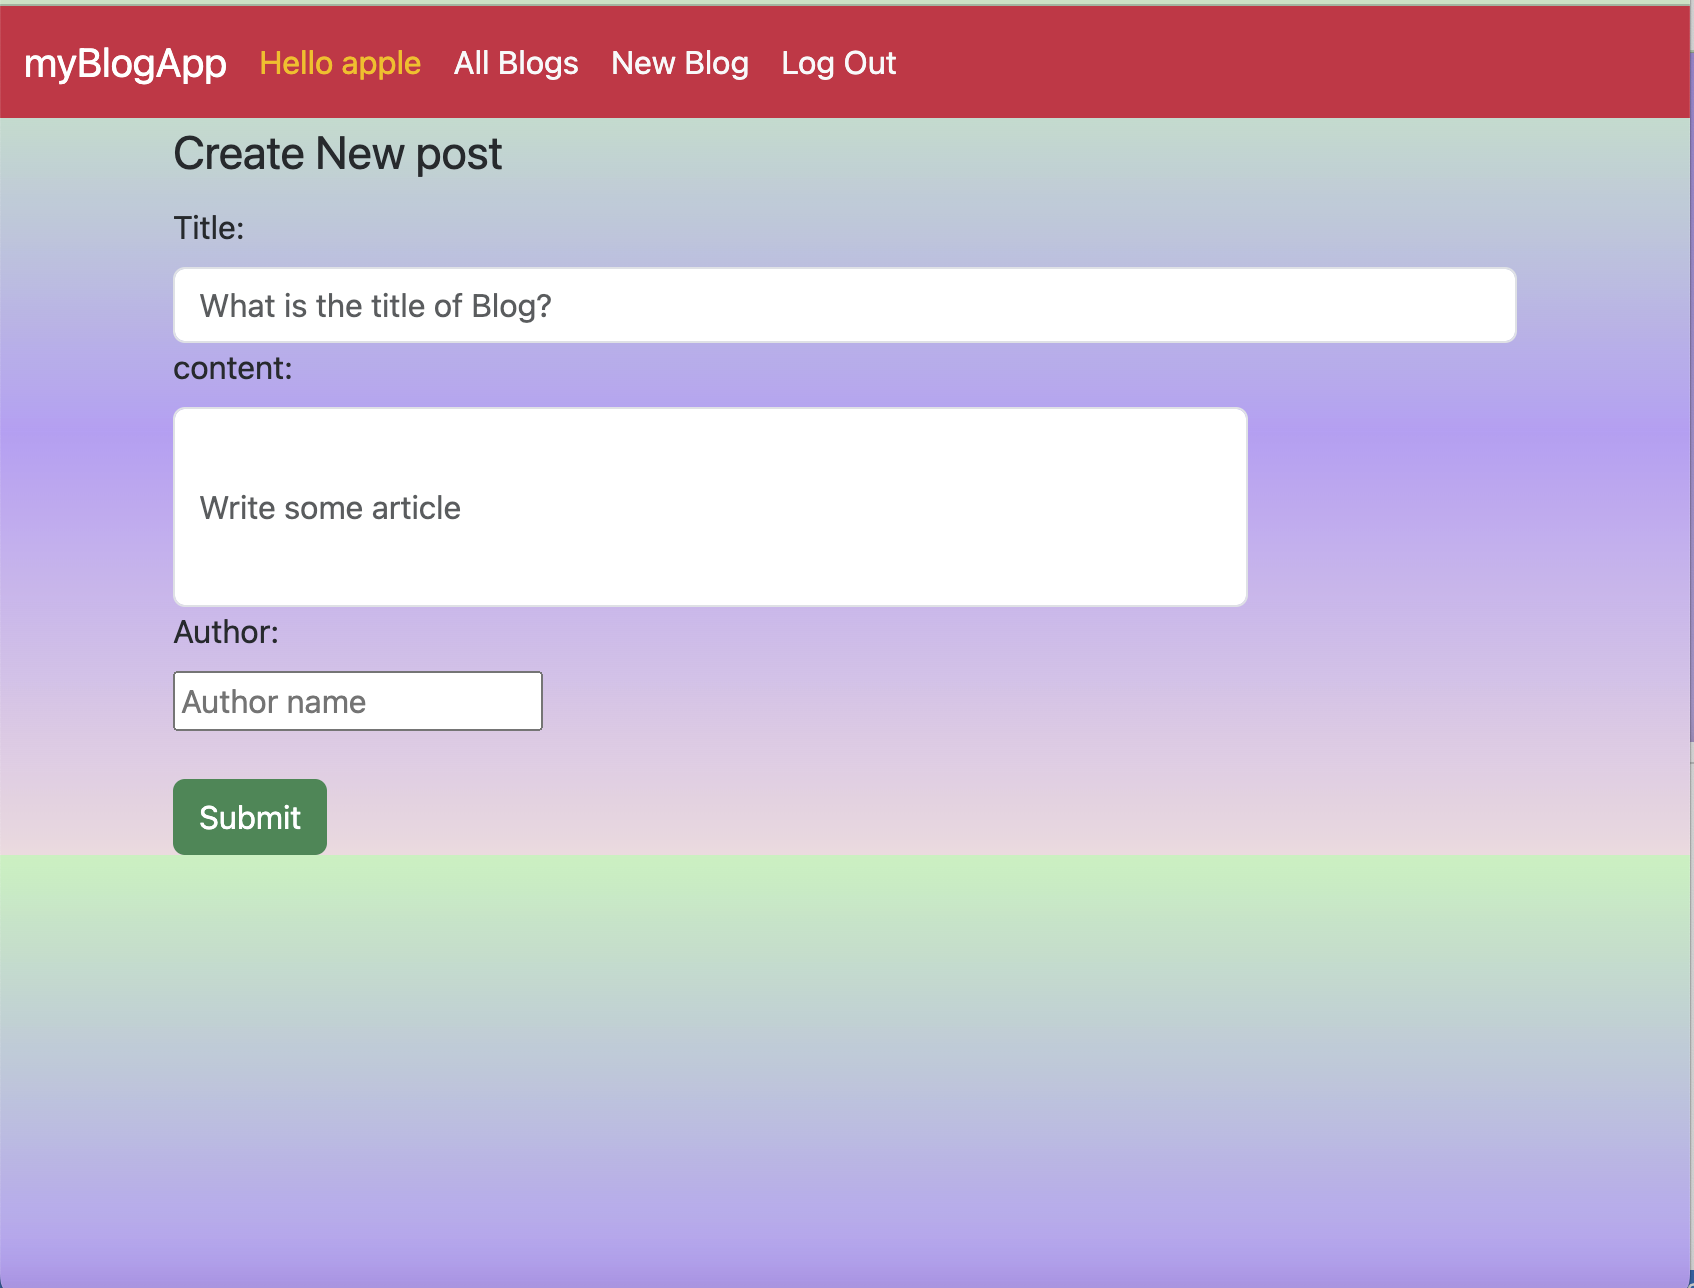 myBlogApp Hello apple All Blogs New Blog Log Out
Create New post
Title:
What is the title of Blog?
content:
Write some article
Author:
Author name
Submit